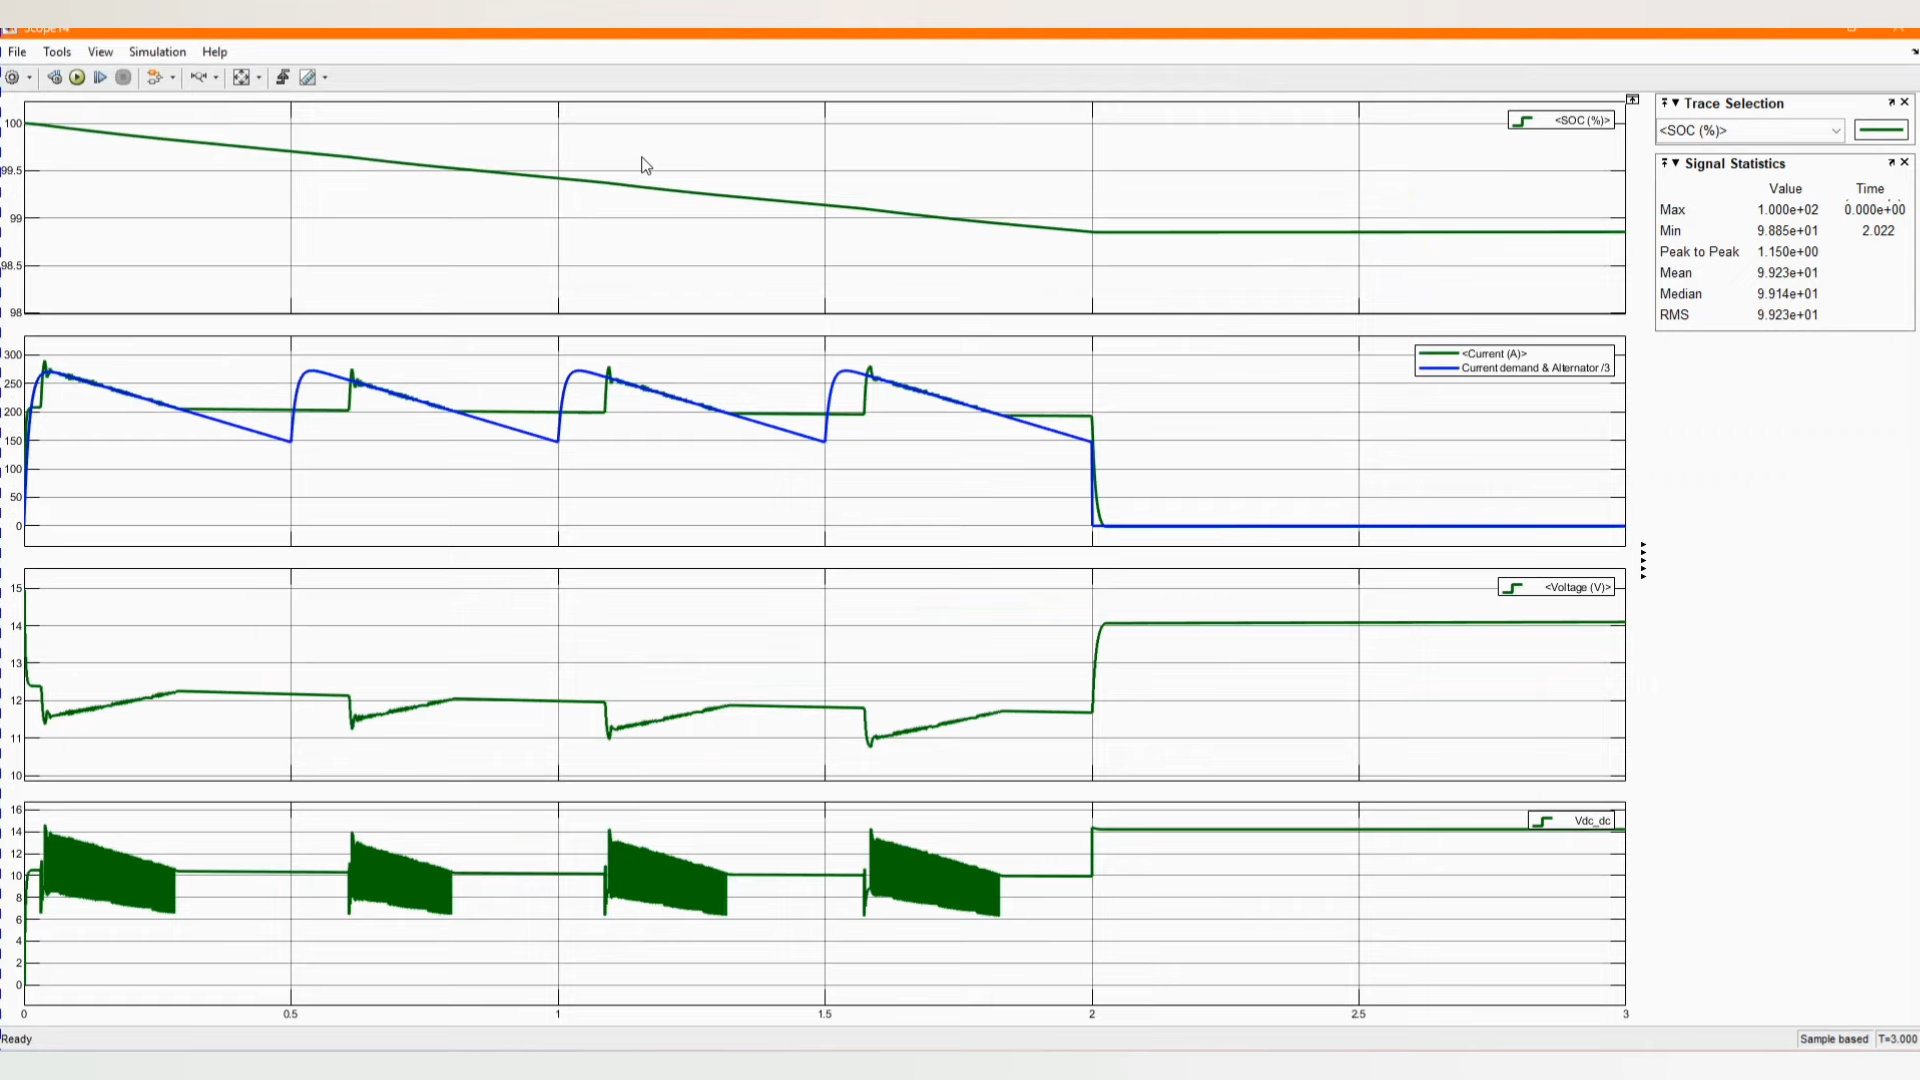 Scope14
File Tools View Simulation Help
<SOC (%)>
100
99.5
99
98.5
98
<Current (A)>
Current demand & Alternator /3
300
250
200
150
100
50
0
<Voltage (V)>
15
14
13
12
11
10
Vdc_dc
16
14
12
10
8
6
4
2
0
0 0.5 1 1.5 2 2.5 3
Trace Selection
<SOC (%)>
Signal Statistics
Value Time
Max 1.000e+02 0.000e+00
Min 9.885e+01 2.022
Peak to Peak 1.150e+00
Mean 9.923e+01
Median 9.914e+01
RMS 9.923e+01
Ready Sample based T=3.000